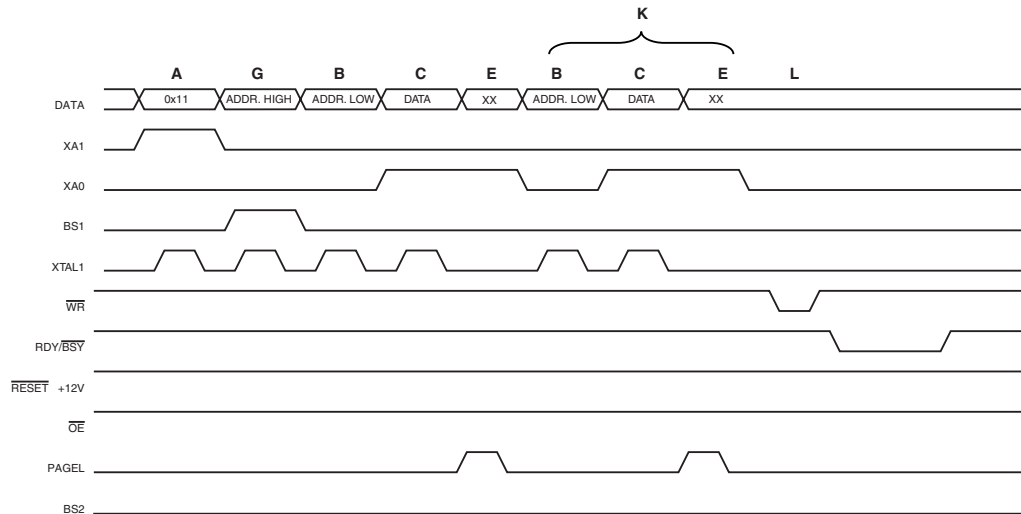 K
A G B C E B C E L
DATA 0x11 ADDR. HIGH ADDR. LOW DATA XX ADDR. LOW DATA XX
XA1
XA0
BS1
XTAL1
WR
RDY/BSY
RESET +12V
OE
PAGEL
BS2